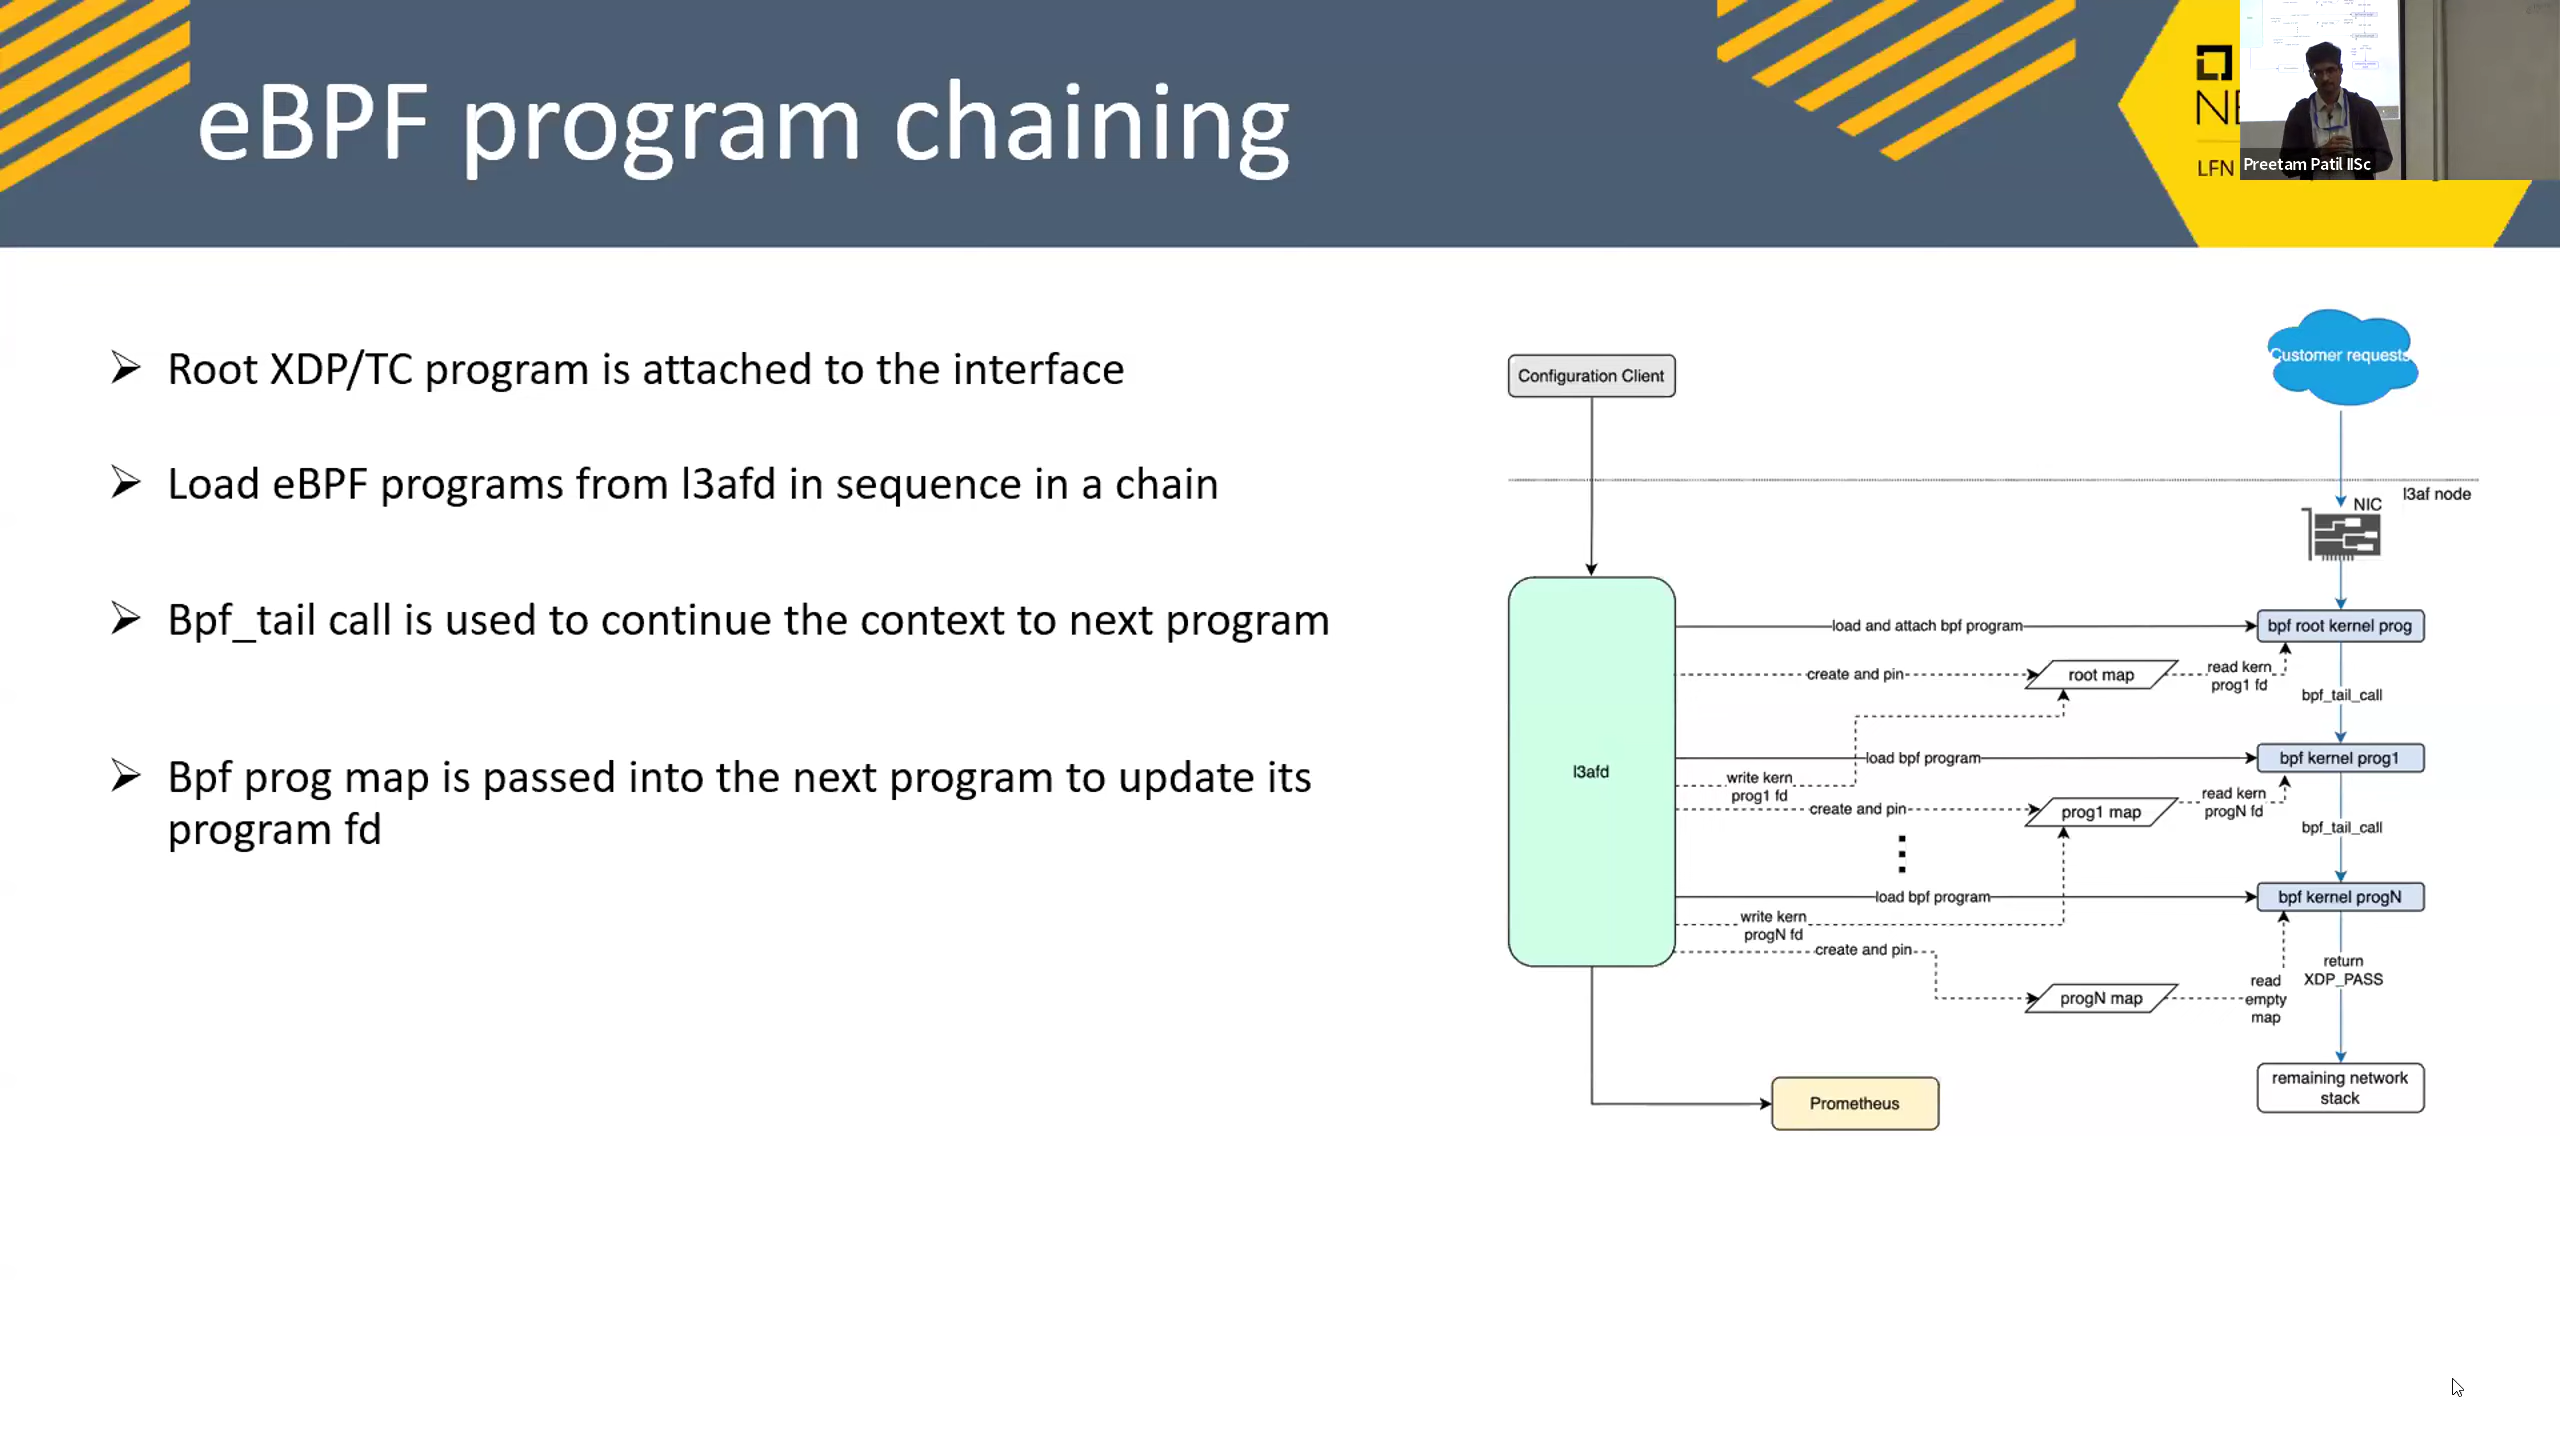 eBPF program chaining
NE
LFN
Preetam Patil IISc
Root XDP/TC program is attached to the interface
Load eBPF programs from l3afd in sequence in a chain
Bpf_tail call is used to continue the context to next program
Bpf prog map is passed into the next program to update its
program fd
Customer requests
Configuration Client
l3af node
NIC
load and attach bpf program
bpf root kernel prog
create and pin
root map
read kern
prog1 fd
bpf_tail_call
load bpf program
bpf kernel prog1
l3afd
write kern
prog1 fd
create and pin
prog1 map
read kern
progN fd
bpf_tail_call
load bpf program
bpf kernel progN
write kern
progN fd
create and pin
return
XDP_PASS
progN map
read
empty
map
remaining network
stack
Prometheus